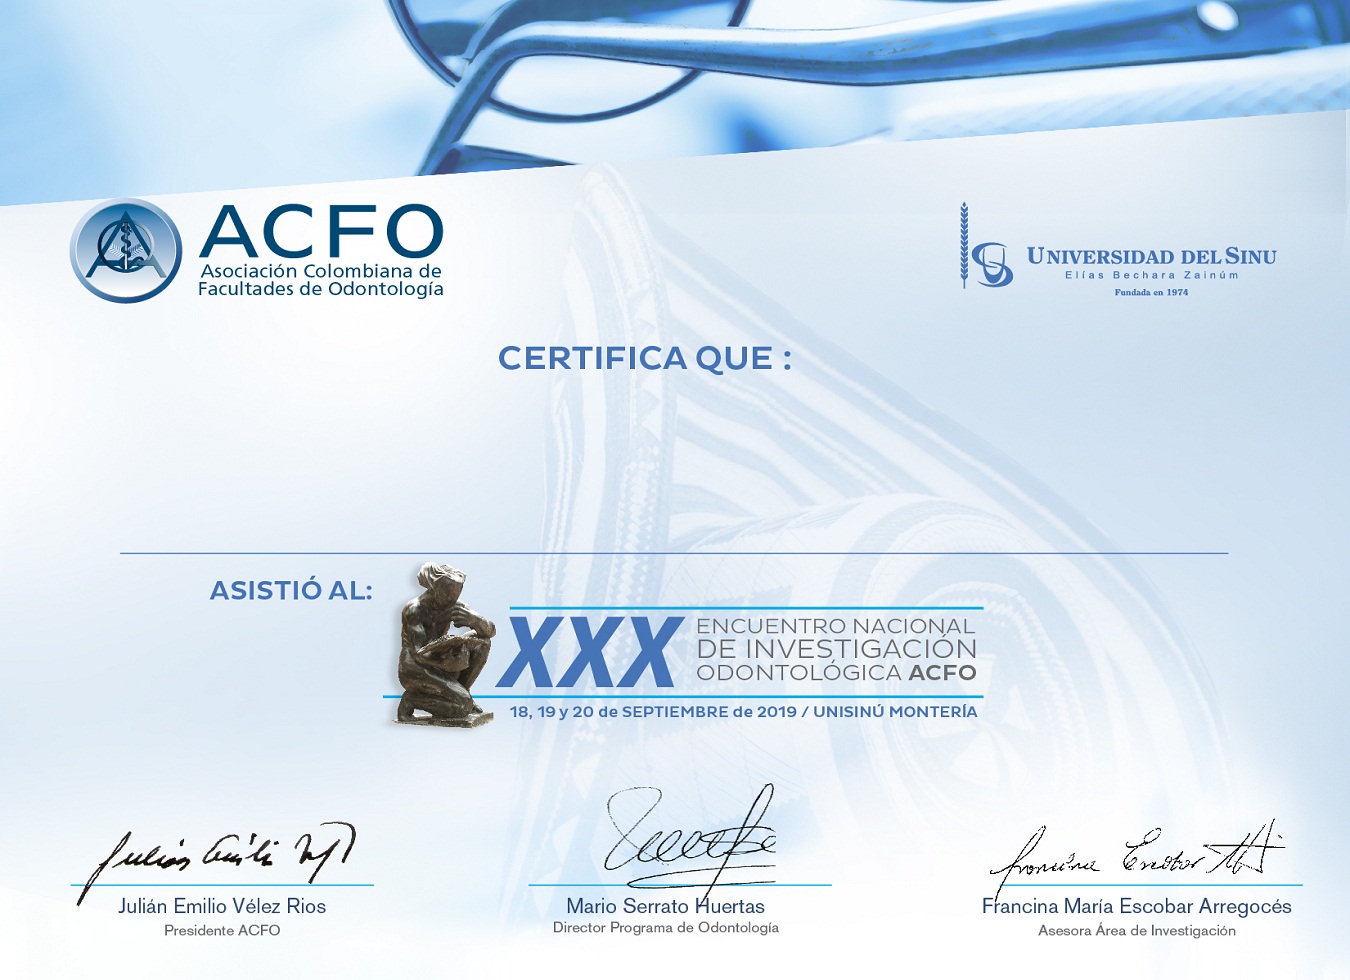 ACFO
Asociación Colombiana de
Facultades de Odontología
UNIVERSIDAD DEL SINU
Elías Bechara Zainúm
Fundada en 1974
CERTIFICA QUE :
ASISTIÓ AL:
XXX
ENCUENTRO NACIONAL
DE INVESTIGACIÓN
ODONTOLÓGICA ACFO
18, 19 y 20 de SEPTIEMBRE de 2019 / UNISINÚ MONTERÍA
Julián Emilio Vélez Rios
Presidente ACFO
Mario Serrato Huertas
Director Programa de Odontología
Francina María Escobar Arregocés
Asesora Área de Investigación